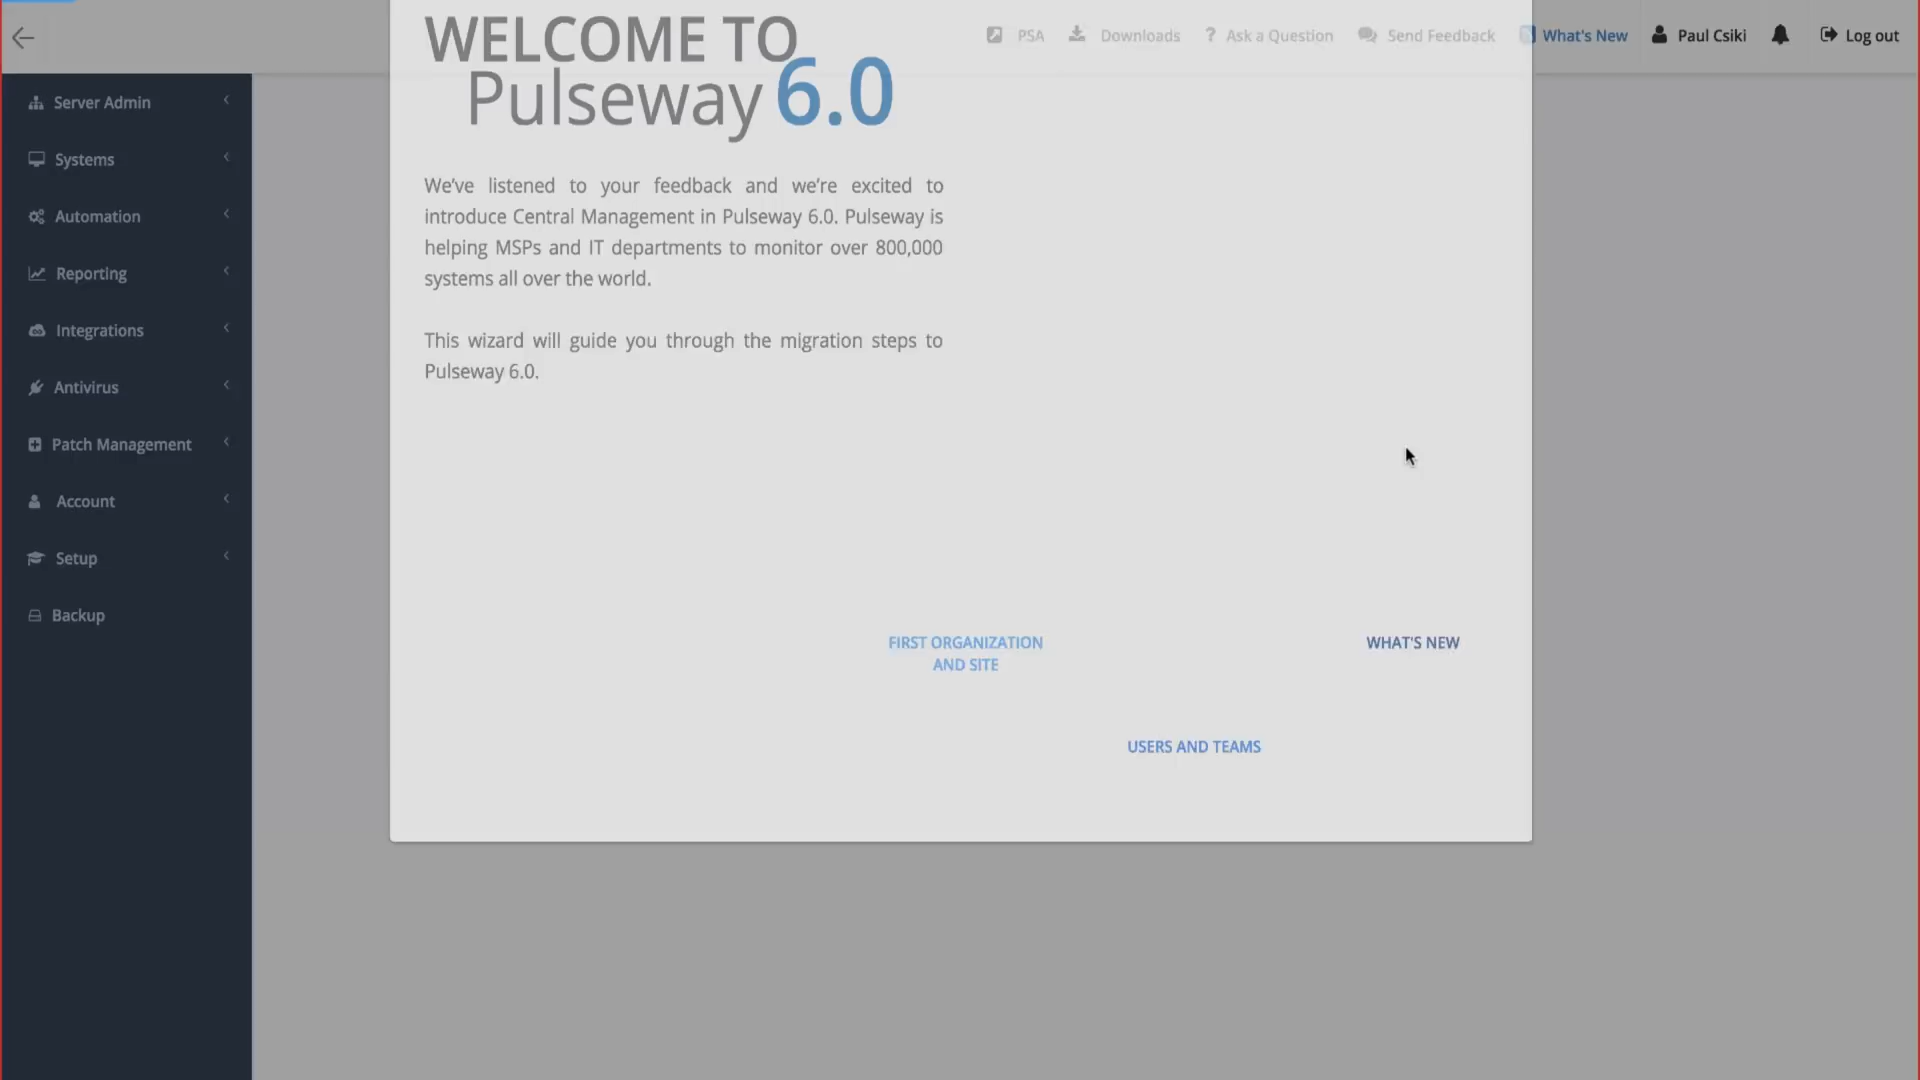 WELCOME TO
Pulseway 6.0
PSA
Downloads
? Ask a Question
Send Feedback
What's New
Paul Csiki
Log out
Server Admin
Systems
Automation
Reporting
Integrations
Antivirus
Patch Management
Account
Setup
Backup
We've listened to your feedback and we're excited to
introduce Central Management in Pulseway 6.0. Pulseway is
helping MSPs and IT departments to monitor over 800,000
systems all over the world.
This wizard will guide you through the migration steps to
Pulseway 6.0.
FIRST ORGANIZATION
AND SITE
WHAT'S NEW
USERS AND TEAMS